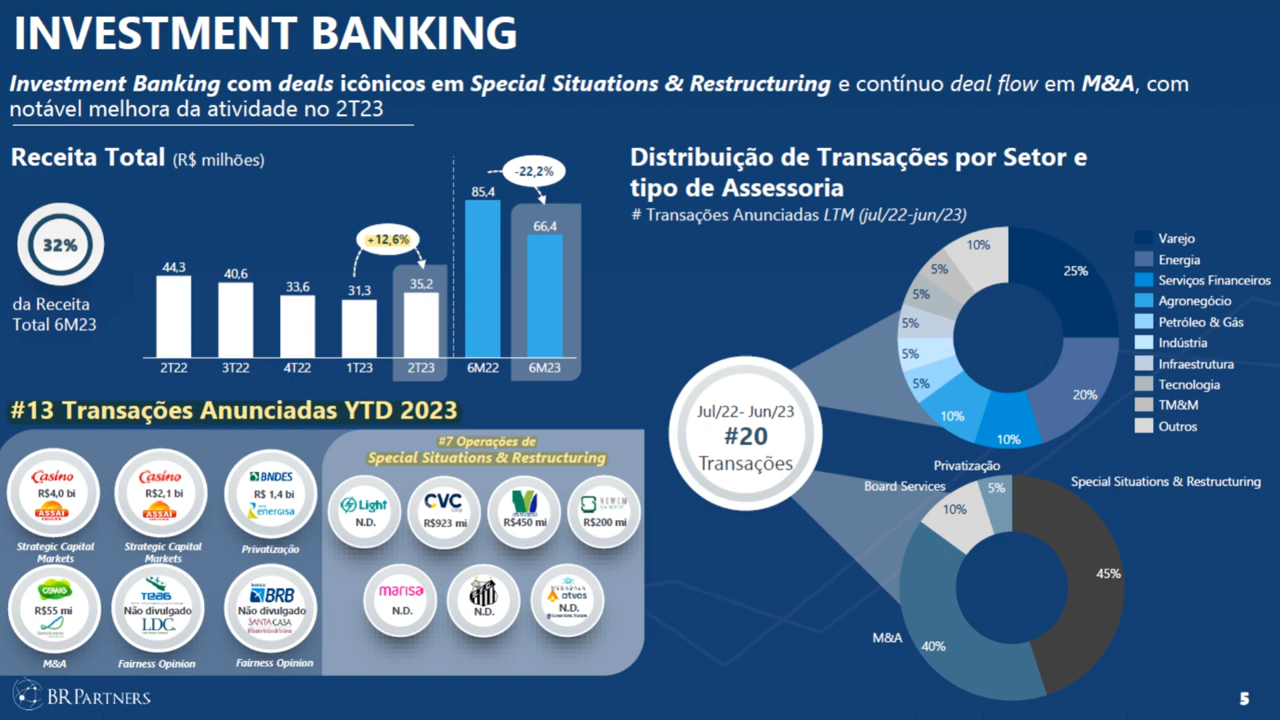 INVESTMENT BANKING
Investment Banking com deals icônicos em Special Situations & Restructuring e contínuo deal flow em M&A, com
notável melhora da atividade no 2T23
Receita Total (R$ milhões)
32%
da Receita
Total 6M23
44,3
40,6
33,6
31,3
+12,6%
35,2
85,4
-22,2%
66,4
2T22
3T22
4T22
1T23
2T23
6M22
6M23
#13 Transações Anunciadas YTD 2023
Casino
R$4,0 bi
ASSAÍ
Strategic Capital
Markets
Casino
R$2,1 bi
ASSAÍ
Strategic Capital
Markets
BNDES
R$ 1,4 bi
energisa
Privatização
CEMIG
R$55 mi
M&A
TEAG
Não divulgado
LDC.
Fairness Opinion
BRB
Não divulgado
SANTA CASA
Fairness Opinion
#7 Operações de
Special Situations & Restructuring
Light
N.D.
CVC
R$923 mi
R$450 mi
R$200 mi
marisa
N.D.
N.D.
atvos
N.D.
Distribuição de Transações por Setor e
tipo de Assessoria
# Transações Anunciadas LTM (jul/22-jun/23)
Jul/22- Jun/23
#20
Transações
25%
20%
10%
10%
5%
5%
5%
5%
5%
10%
Varejo
Energia
Serviços Financeiros
Agronegócio
Petróleo & Gás
Indústria
Infraestrutura
Tecnologia
TM&M
Outros
Privatização
5%
Board Services
10%
Special Situations & Restructuring
45%
M&A
40%
BR PARTNERS
5